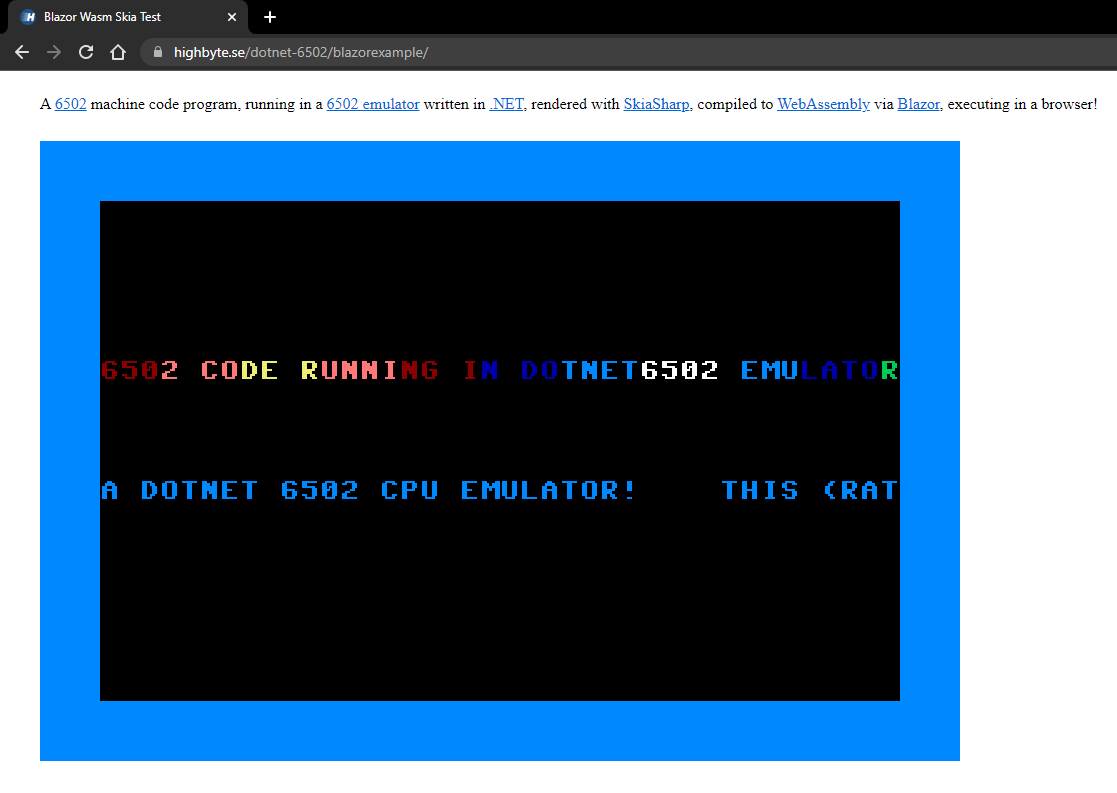 Blazor Wasm Skia Test
highbyte.se/dotnet-6502/blazorexample/
A 6502 machine code program, running in a 6502 emulator written in .NET, rendered with SkiaSharp, compiled to WebAssembly via Blazor, executing in a browser!
6502 CODE RUNNING IN DOTNET6502 EMULATOR
A DOTNET 6502 CPU EMULATOR! THIS (RAT